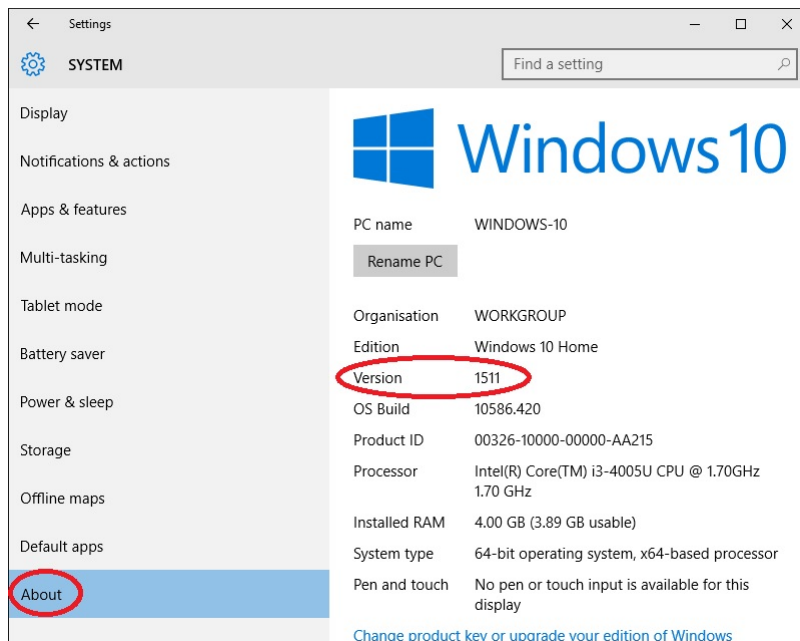 Settings
SYSTEM
Find a setting
Display
Notifications & actions
Apps & features
Multi-tasking
Tablet mode
Battery saver
Power & sleep
Storage
Offline maps
Default apps
About
Windows 10
PC name WINDOWS-10
Rename PC
Organisation WORKGROUP
Edition Windows 10 Home
Version 1511
OS Build 10586.420
Product ID 00326-10000-00000-AA215
Processor Intel(R) Core(TM) i3-4005U CPU @ 1.70GHz
1.70 GHz
Installed RAM 4.00 GB (3.89 GB usable)
System type 64-bit operating system, x64-based processor
Pen and touch No pen or touch input is available for this
display
Change product key or upgrade your edition of Windows